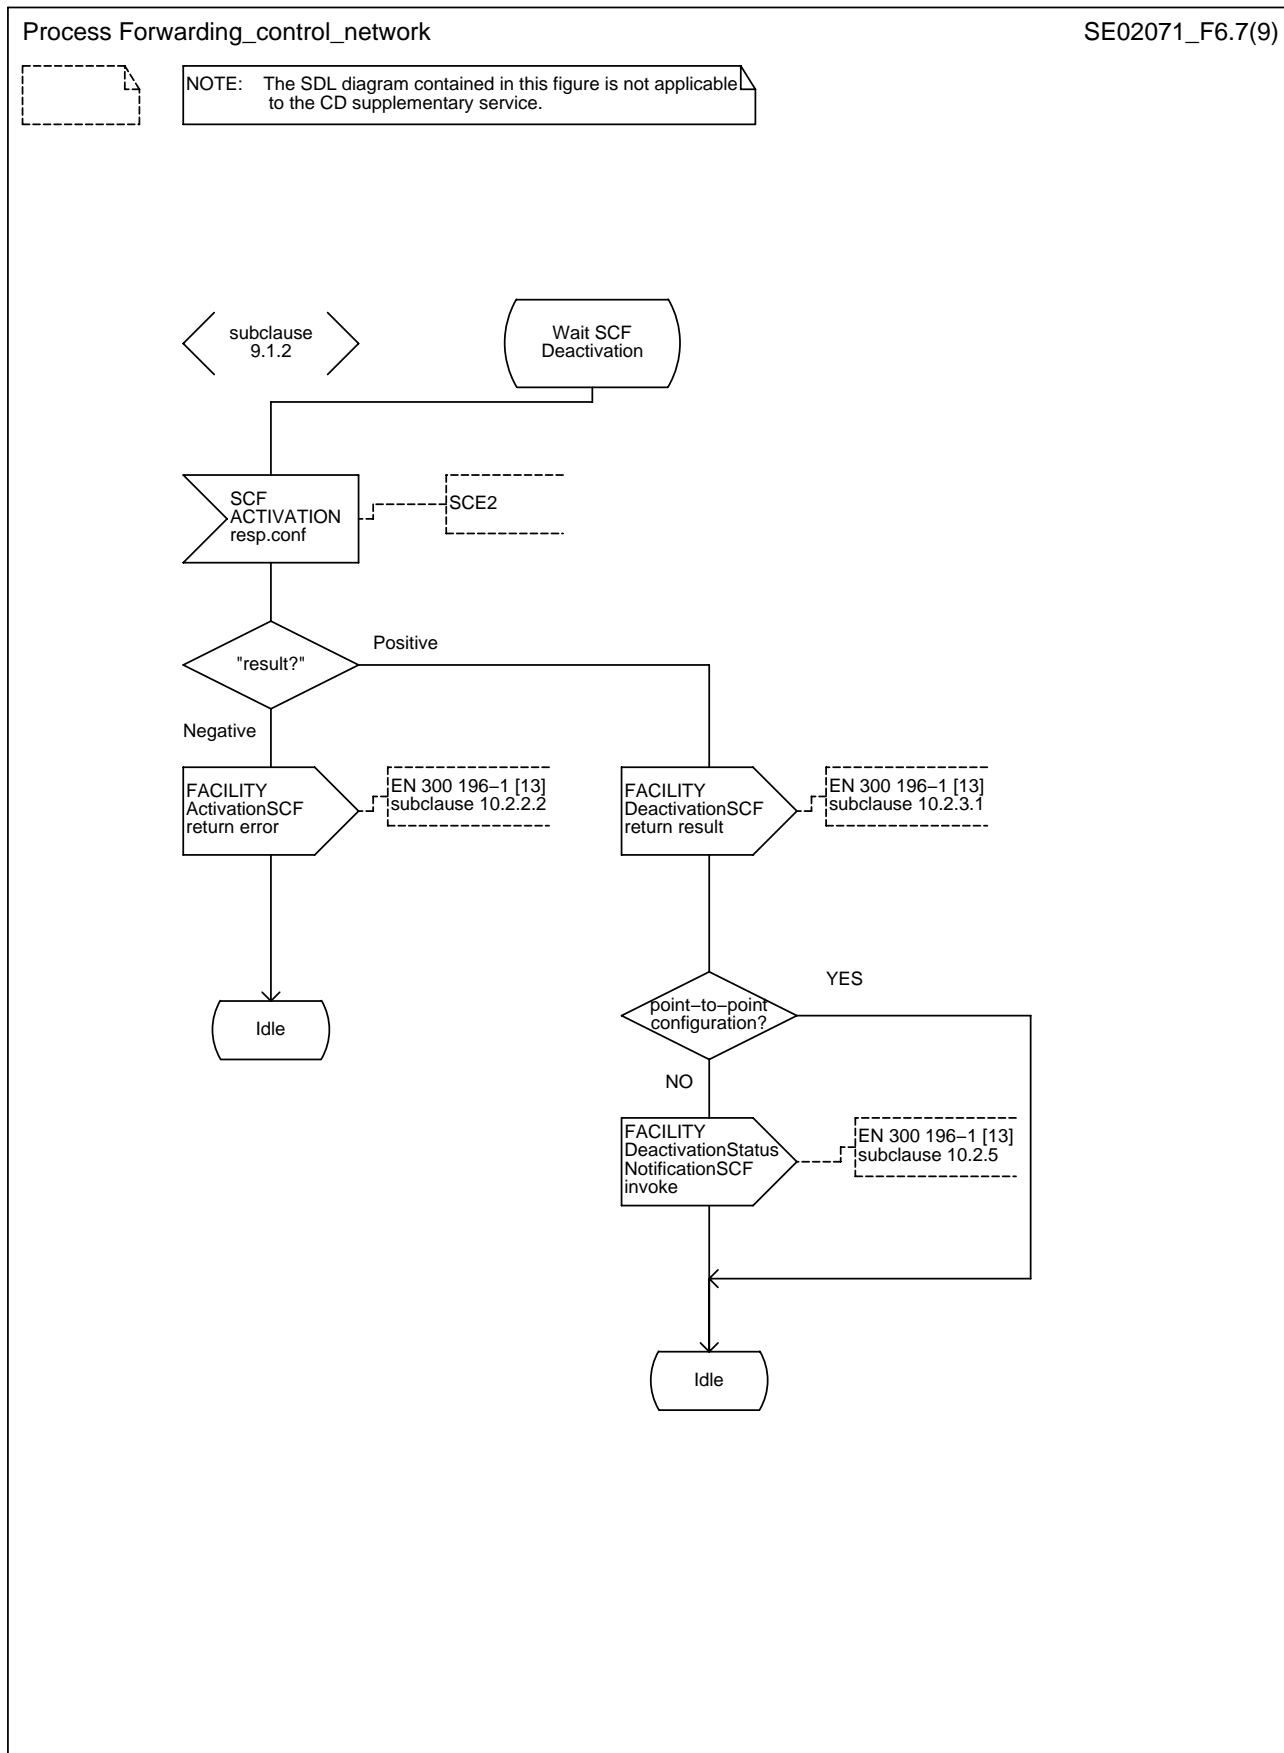 Process Forwarding_control_network
SE02071_F6.7(9)
NOTE: The SDL diagram contained in this figure is not applicable
to the CD supplementary service.
subclause
9.1.2
Wait SCF
Deactivation
SCF
ACTIVATION
resp.conf
SCE2
"result?"
Positive
Negative
FACILITY
ActivationSCF
return error
EN 300 196−1 [13]
subclause 10.2.2.2
FACILITY
DeactivationSCF
return result
EN 300 196−1 [13]
subclause 10.2.3.1
Idle
point−to−point
configuration?
YES
NO
FACILITY
DeactivationStatus
NotificationSCF
invoke
EN 300 196−1 [13]
subclause 10.2.5
Idle